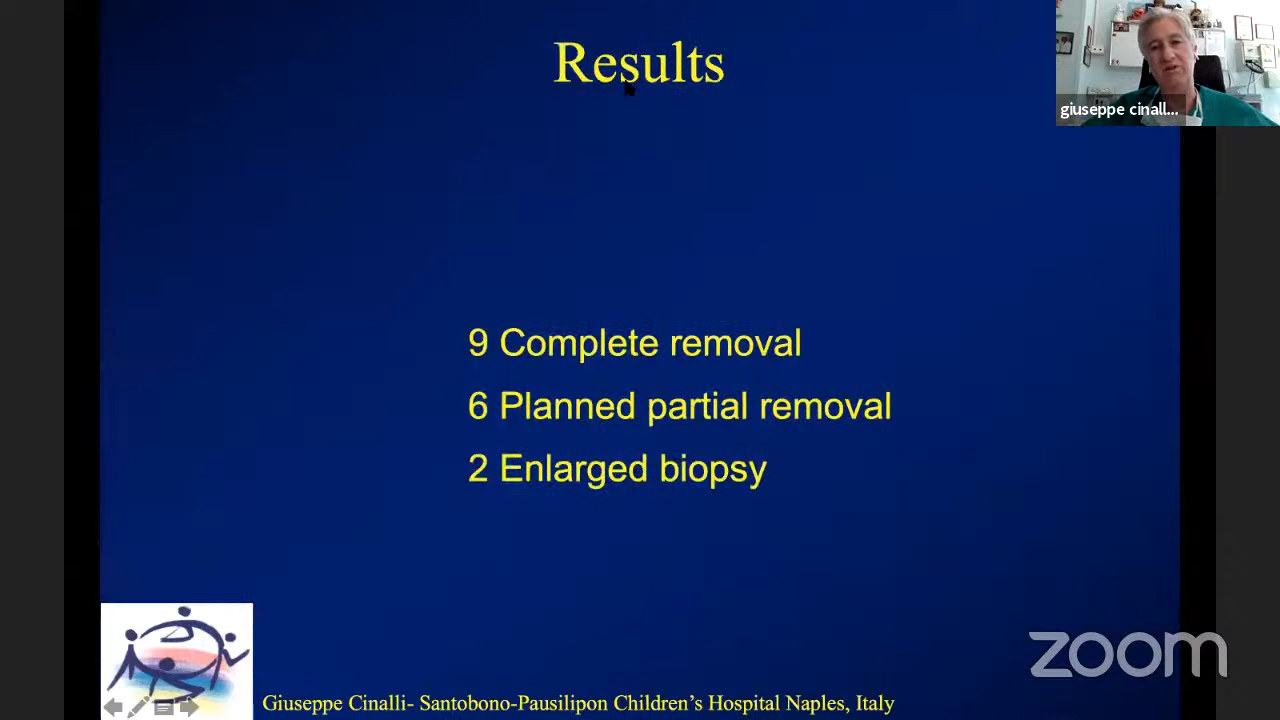 Results
giuseppe cinall...
9 Complete removal
6 Planned partial removal
2 Enlarged biopsy
zoom
Giuseppe Cinalli- Santobono-Pausilipon Children’s Hospital Naples, Italy